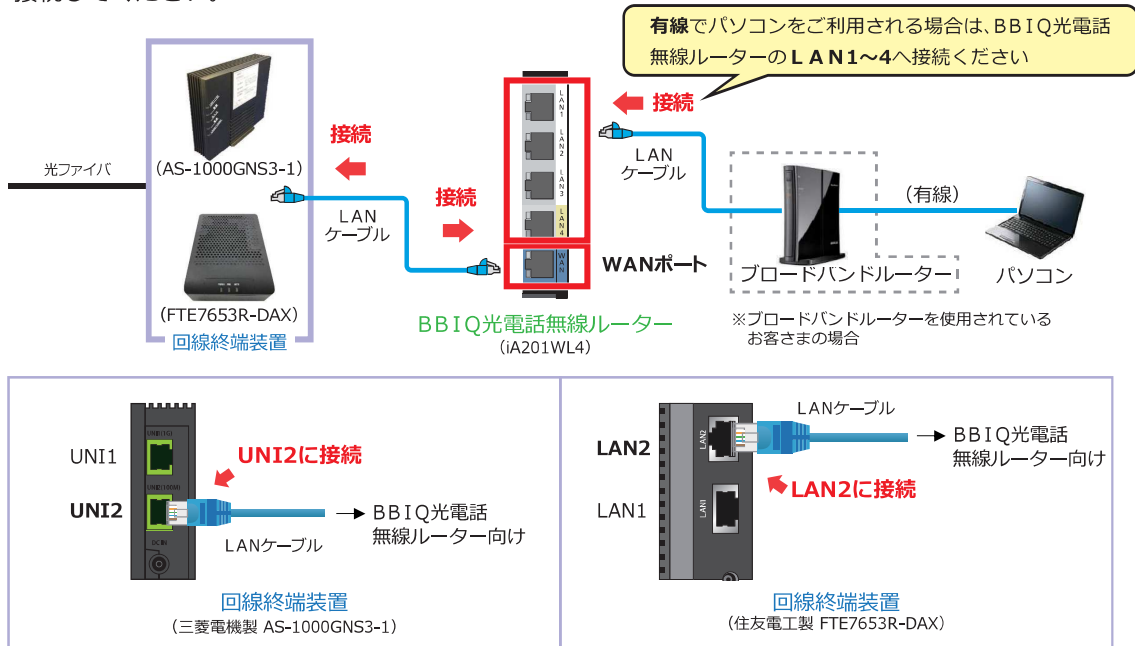 接続してください。
有線でパソコンをご利用される場合は、BBIQ光電話
無線ルーターのLAN1～4へ接続ください
光ファイバ
(AS-1000GNS3-1)
(FTE7653R-DAX)
回線終端装置
接続
LAN
ケーブル
接続
LAN1
LAN2
LAN3
LAN4
WAN
WANポート
BBIQ光電話無線ルーター
(iA201WL4)
接続
LAN
ケーブル
(有線)
ブロードバンドルーター
パソコン
※ブロードバンドルーターを使用されている
お客さまの場合
UNI1
UNI1(1G)
UNI2に接続
UNI2
UNI2(100M)
DC IN
LANケーブル
BBIQ光電話
無線ルーター向け
回線終端装置
(三菱電機製 AS-1000GNS3-1)
LANケーブル
LAN2
LAN2
BBIQ光電話
無線ルーター向け
LAN2に接続
LAN1
LAN1
回線終端装置
(住友電工製 FTE7653R-DAX)